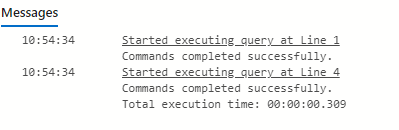 Messages
10:54:34 Started executing query at Line 1
Commands completed successfully.
10:54:34 Started executing query at Line 4
Commands completed successfully.
Total execution time: 00:00:00.309